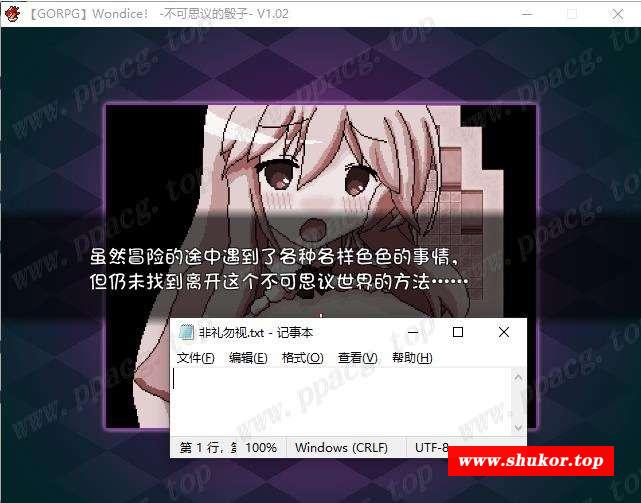 【GORPG】Wondice! -不可思议的骰子- V1.02
www.ppacg.top
虽然冒险的途中遇到了各种各样色色的事情，
但仍未找到离开这个不可思议世界的方法……
非礼勿视.txt - 记事本
文件(F) 编辑(E) 格式(O) 查看(V) 帮助(H)
第 1 行， 100% Windows (CRLF) UTF-8
www.shukor.top